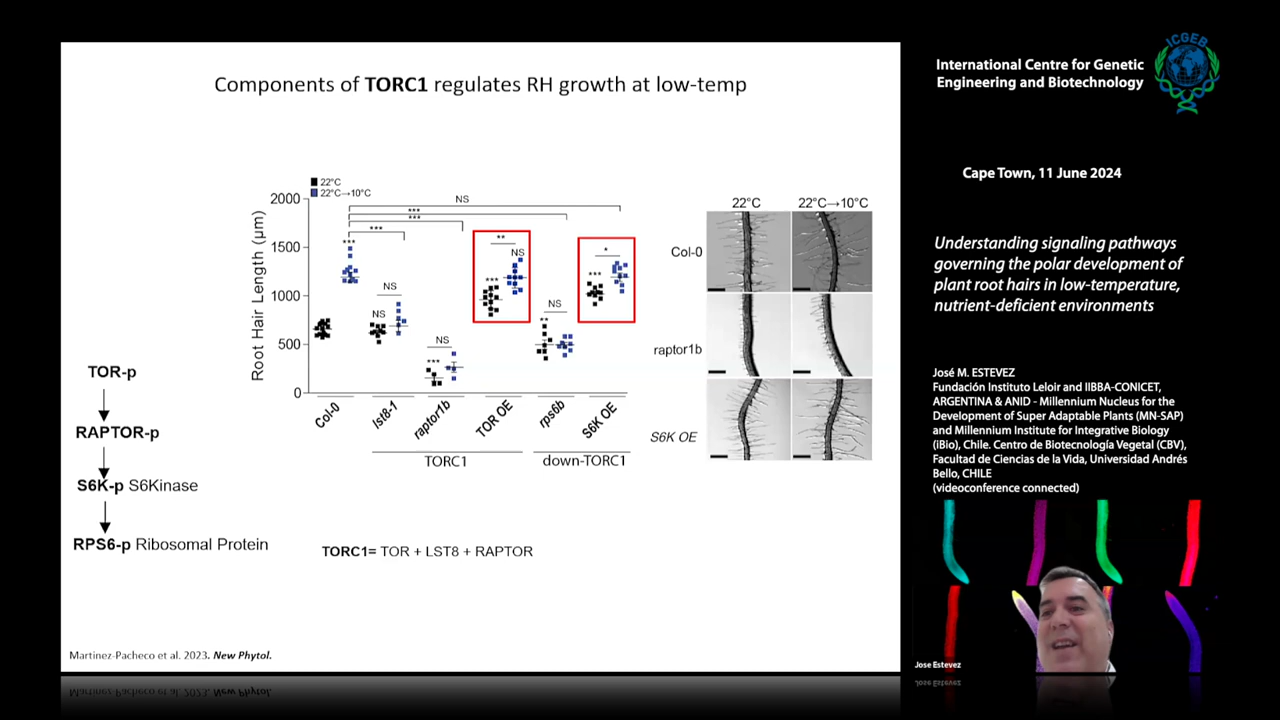 Components of TORC1 regulates RH growth at low-temp
22°C
22°C→10°C
Root Hair Length (µm)
2000
1500
1000
500
0
NS
***
***
***
***
NS
NS
***
NS
**
***
NS
**
NS
*
***
Col-0
lst8-1
raptor1b
TOR OE
rps6b
S6K OE
TORC1
down-TORC1
22°C
22°C→10°C
Col-0
raptor1b
S6K OE
TOR-p
RAPTOR-p
S6K-p S6Kinase
RPS6-p Ribosomal Protein
TORC1= TOR + LST8 + RAPTOR
Martinez-Pacheco et al. 2023. New Phytol.
International Centre for Genetic
Engineering and Biotechnology
ICGEB
Cape Town, 11 June 2024
Understanding signaling pathways
governing the polar development of
plant root hairs in low-temperature,
nutrient-deficient environments
José M. ESTEVEZ
Fundación Instituto Leloir and IIBBA-CONICET,
ARGENTINA & ANID - Millennium Nucleus for the
Development of Super Adaptable Plants (MN-SAP)
and Millennium Institute for Integrative Biology
(iBio), Chile. Centro de Biotecnología Vegetal (CBV),
Facultad de Ciencias de la Vida, Universidad Andrés
Bello, CHILE
(videoconference connected)
Jose Estevez